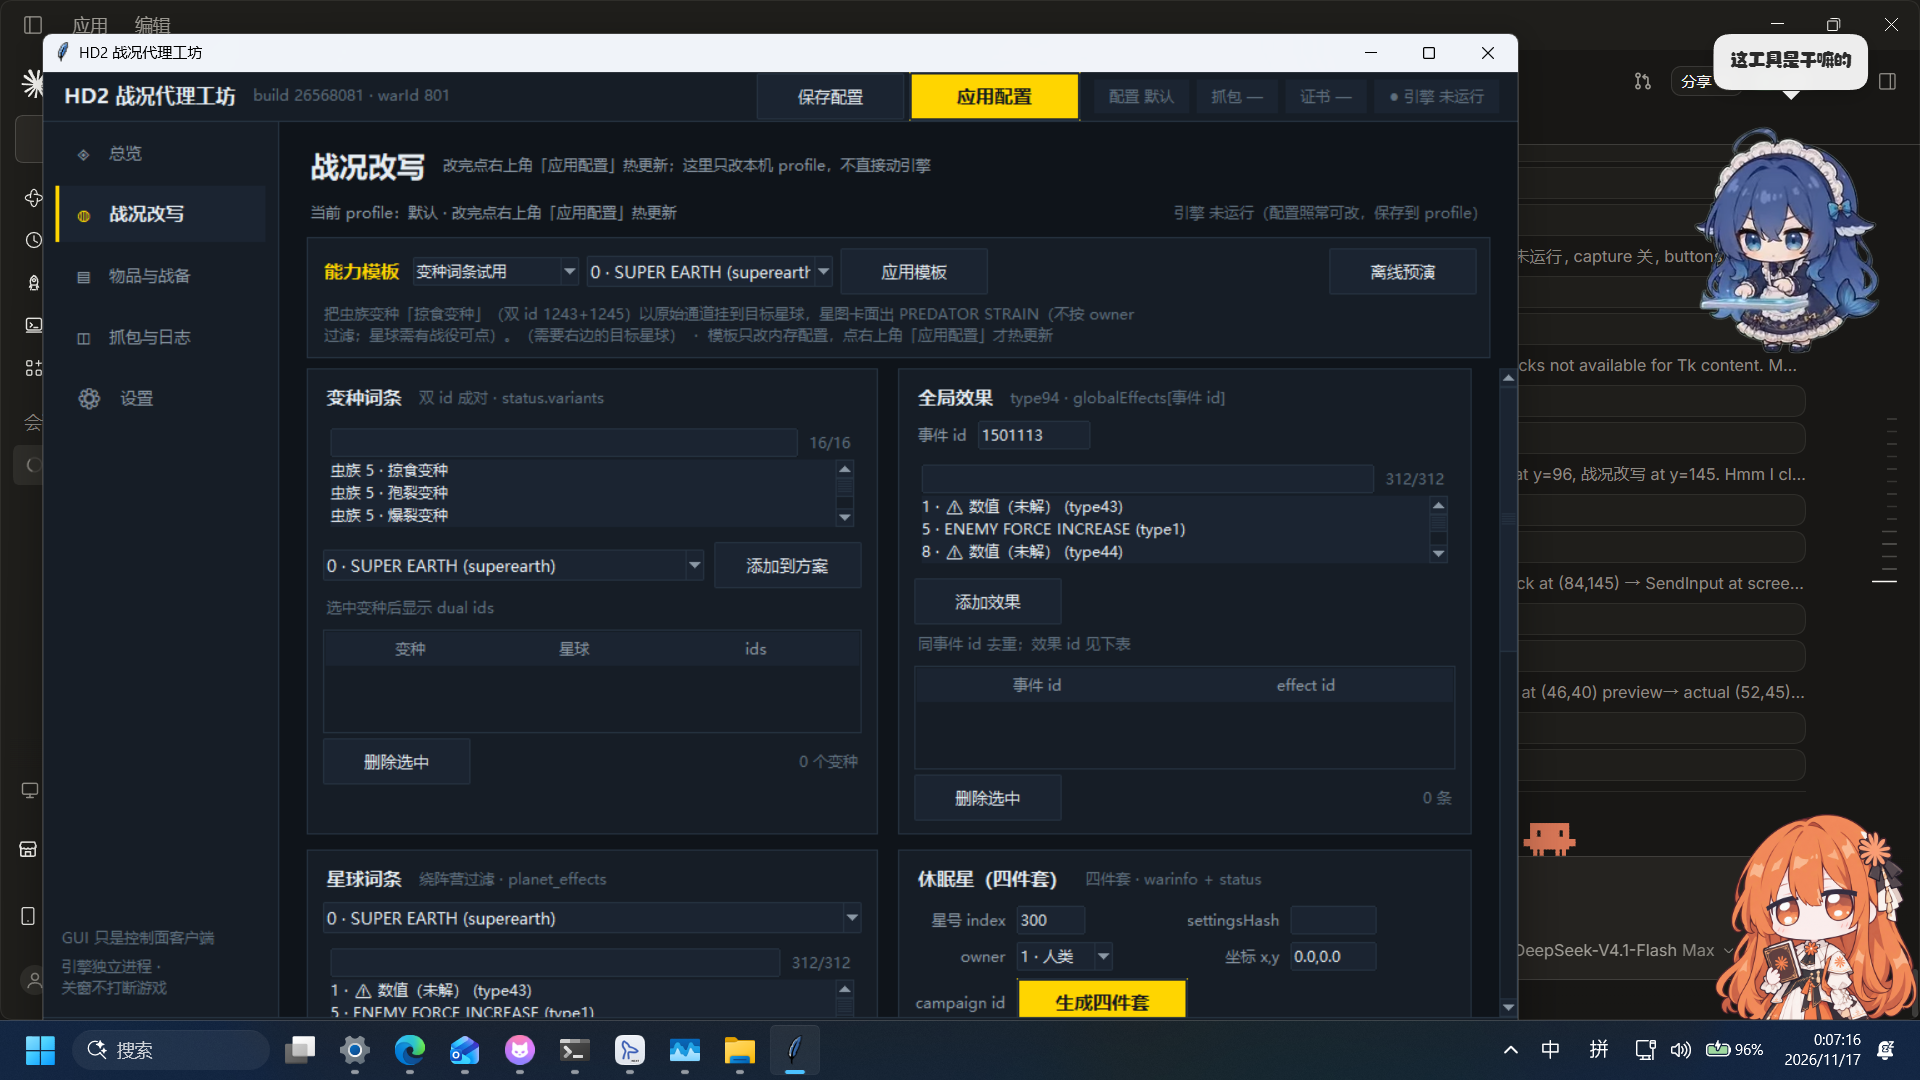 应用 编辑
HD2 战况代理工坊
这工具是干嘛的
分享
HD2 战况代理工坊 build 26568081 · warId 801
保存配置
应用配置
配置 默认
抓包 —
证书 —
● 引擎 未运行
总览
战况改写
物品与战备
抓包与日志
设置
战况改写 改完点右上角「应用配置」热更新；这里只改本机 profile，不直接动引擎
当前 profile：默认 · 改完点右上角「应用配置」热更新
引擎 未运行（配置照常可改，保存到 profile）
能力模板 变种词条试用 0 · SUPER EARTH (superearth 应用模板 离线预演
把虫族变种「掠食变种」（双 id 1243+1245）以原始通道挂到目标星球，星图卡面出 PREDATOR STRAIN（不按 owner
过滤；星球需有战役可点）。（需要右边的目标星球） · 模板只改内存配置，点右上角「应用配置」才热更新
变种词条 双 id 成对 · status.variants
16/16
虫族 5 · 掠食变种
虫族 5 · 孢裂变种
虫族 5 · 爆裂变种
0 · SUPER EARTH (superearth) 添加到方案
选中变种后显示 dual ids
变种 星球 ids
删除选中 0 个变种
全局效果 type94 · globalEffects[事件 id]
事件 id 1501113
312/312
1 · ⚠ 数值（未解） (type43)
5 · ENEMY FORCE INCREASE (type1)
8 · ⚠ 数值（未解） (type44)
添加效果
同事件 id 去重；效果 id 见下表
事件 id effect id
删除选中 0 条
星球词条 绕阵营过滤 · planet_effects
0 · SUPER EARTH (superearth)
312/312
1 · ⚠ 数值（未解） (type43)
5 · ENEMY FORCE INCREASE (type1)
休眠星（四件套） 四件套 · warinfo + status
星号 index 300 settingsHash
owner 1 · 人类 坐标 x,y 0.0,0.0
campaign id 生成四件套
GUI 只是控制面客户端
引擎独立进程 ·
关窗不打断游戏
会
未运行, capture 关, button
cks not available for Tk content. M...
at y=96, 战况改写 at y=145. Hmm I cl...
ck at (84,145) → SendInput at scree...
at (46,40) preview→ actual (52,45)...
DeepSeek-V4.1-Flash Max
搜索
中
拼
96%
0:07:16
2026/11/17